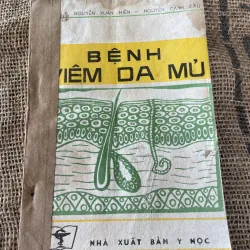 NGUYỄN XUÂN HIỀN – NGUYỄN CẢNH CẦU
BỆNH
VIÊM DA MỦ
NHÀ XUẤT BẢN Y HỌC